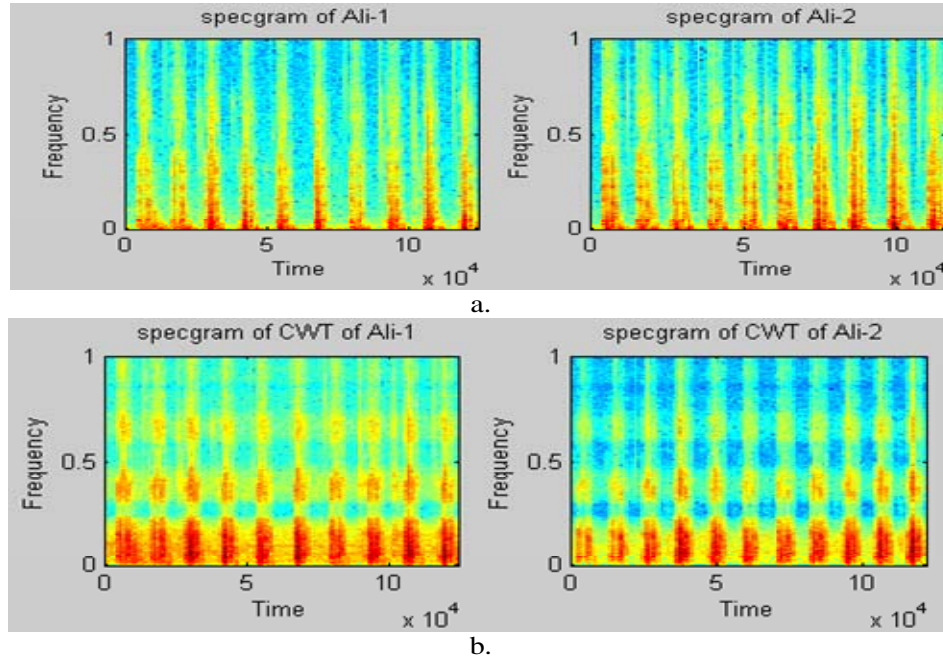 specgram of Ali-1
specgram of Ali-2
1
0.5
0
Frequency
0
5
10
Time
x 10^4
1
0.5
0
Frequency
0
5
10
Time
x 10^4
a.
specgram of CWT of Ali-1
specgram of CWT of Ali-2
1
0.5
0
Frequency
0
5
10
Time
x 10^4
1
0.5
0
Frequency
0
5
10
Time
x 10^4
b.